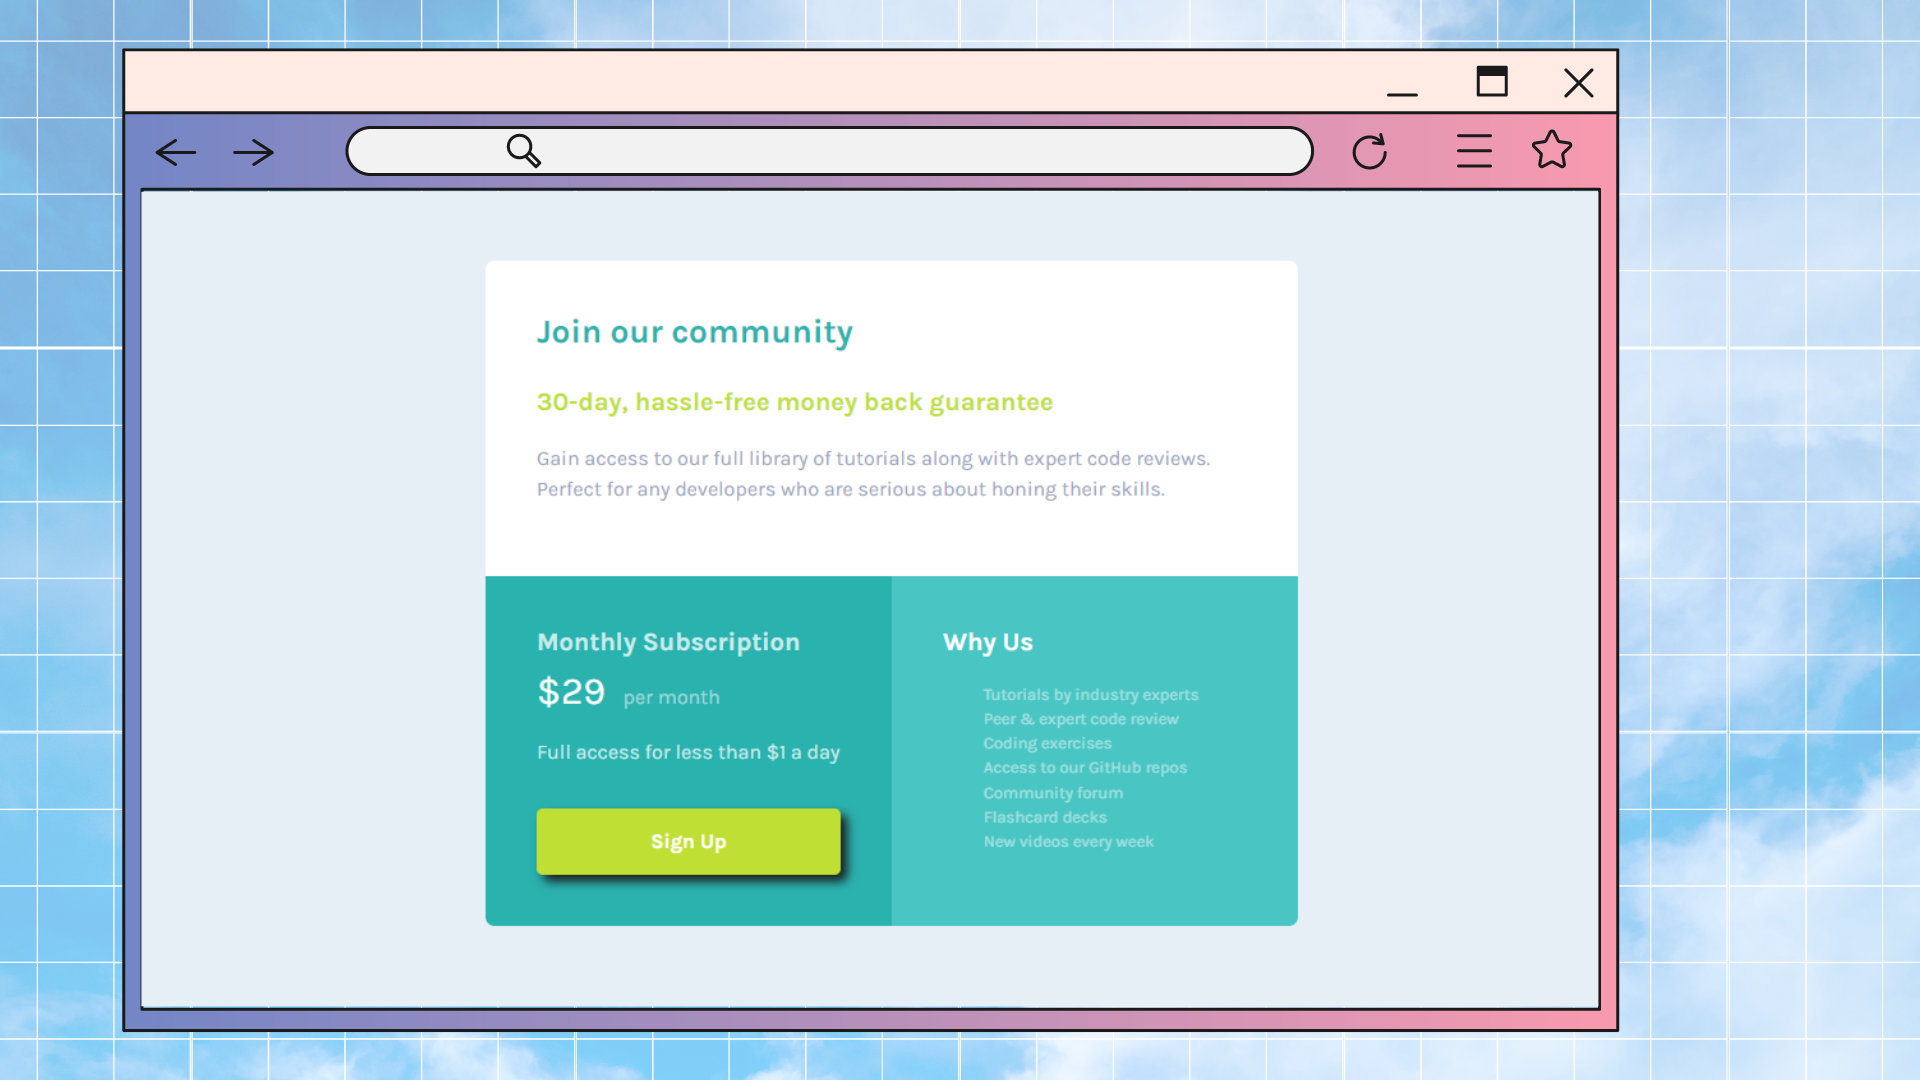 Join our community
30-day, hassle-free money back guarantee
Gain access to our full library of tutorials along with expert code reviews.
Perfect for any developers who are serious about honing their skills.
Monthly Subscription
$29 per month
Full access for less than $1 a day
Sign Up
Why Us
Tutorials by industry experts
Peer & expert code review
Coding exercises
Access to our GitHub repos
Community forum
Flashcard decks
New videos every week